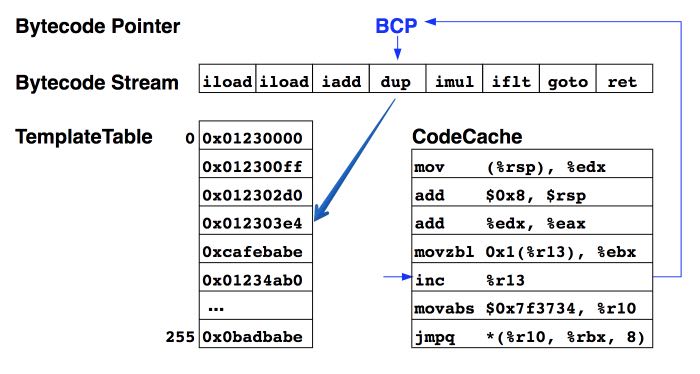 Bytecode Pointer BCP
Bytecode Stream iload iload iadd dup imul iflt goto ret
TemplateTable 0 0x01230000
0x012300ff
0x012302d0
0x012303e4
0xcafebabe
0x01234ab0
...
255 0x0badbabe
CodeCache
mov (%rsp), %edx
add $0x8, $rsp
add %edx, %eax
movzbl 0x1(%r13), %ebx
inc %r13
movabs $0x7f3734, %r10
jmpq *(%r10, %rbx, 8)